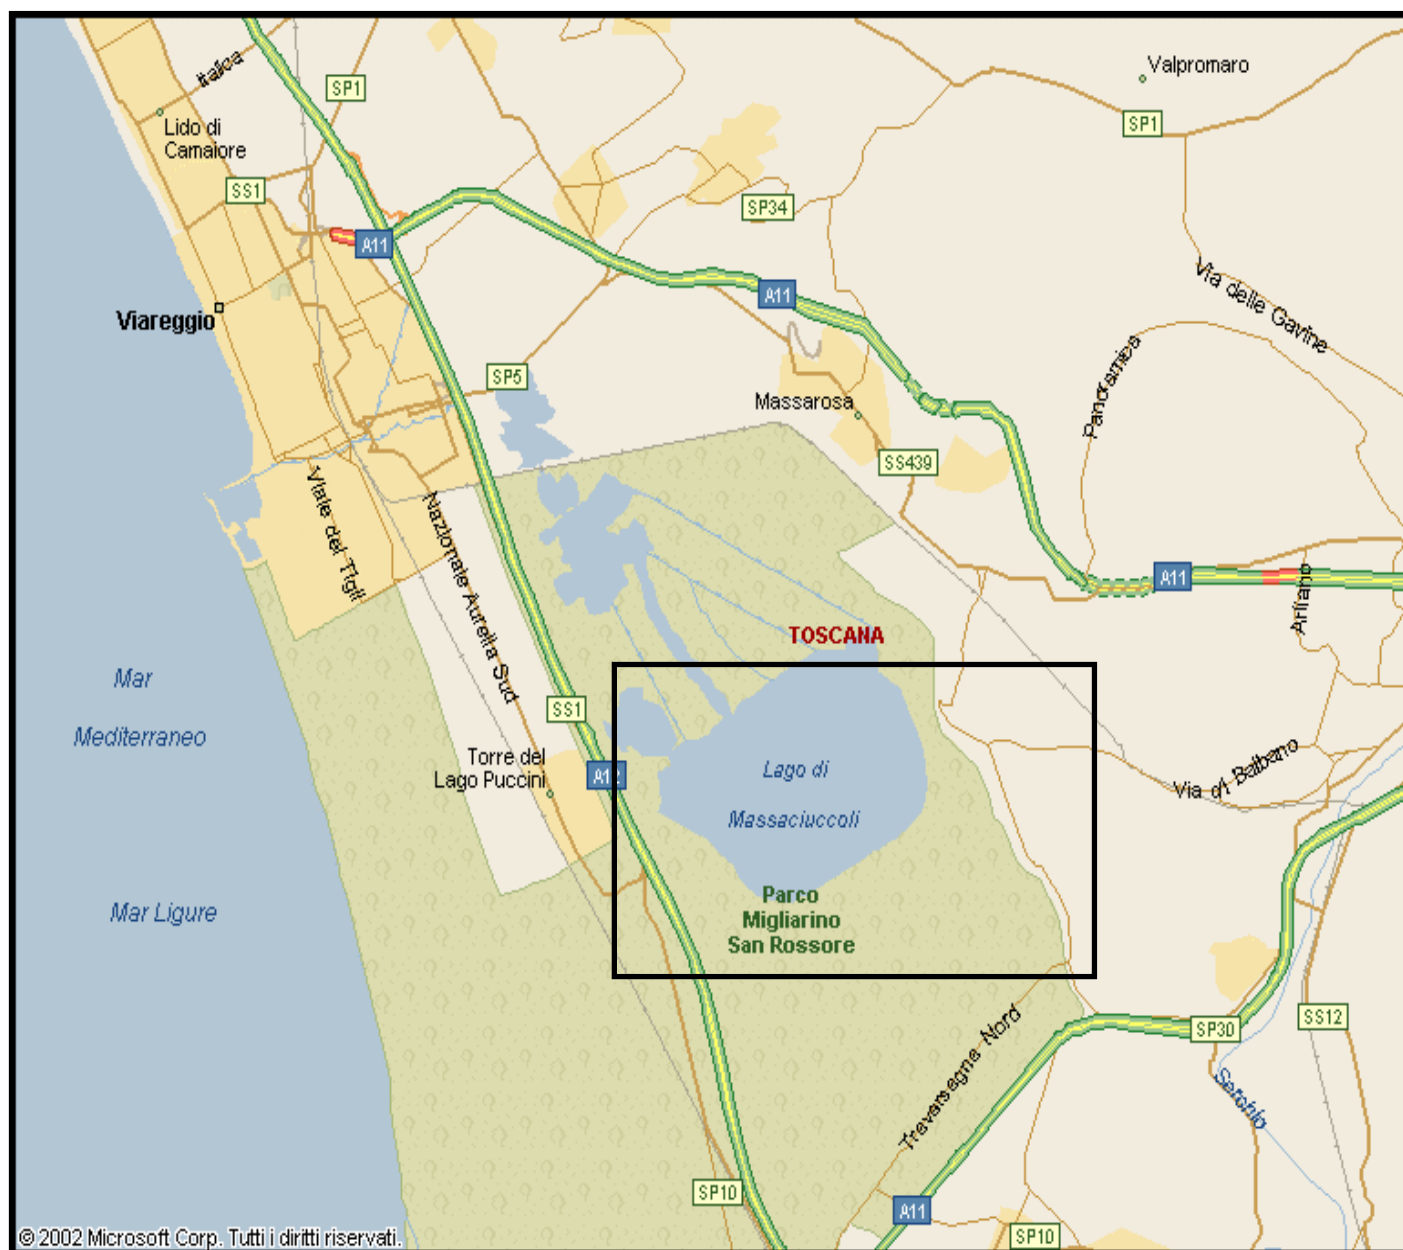 Valpromaro
Italica
SP1
Lido di
Camaiore
SP1
SS1
SP34
A11
A11
Via delle Gavine
Viareggio
Panoramica
SP5
Massarosa
SS439
Viale dei Tigli
Nazionale Aurelia Sud
A11
Arliano
TOSCANA
Mar
Mediterraneo
SS1
Torre del
Lago Puccini
A12
Lago di
Massaciuccoli
Via di Balbano
Mar Ligure
Parco
Migliarino
San Rossore
Traversagna Nord
SP30
SS12
Serchio
SP10
A11
SP10
© 2002 Microsoft Corp. Tutti i diritti riservati.